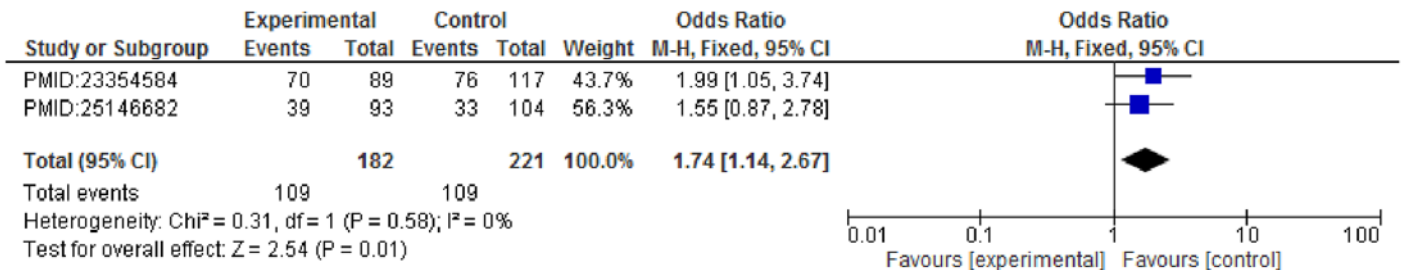 Experimental Control Odds Ratio Odds Ratio
Study or Subgroup Events Total Events Total Weight M-H, Fixed, 95% CI M-H, Fixed, 95% CI
PMID:23354584 70 89 76 117 43.7% 1.99 [1.05, 3.74]
PMID:25146682 39 93 33 104 56.3% 1.55 [0.87, 2.78]
Total (95% CI) 182 221 100.0% 1.74 [1.14, 2.67]
Total events 109 109
Heterogeneity: Chi² = 0.31, df = 1 (P = 0.58); I² = 0%
Test for overall effect: Z = 2.54 (P = 0.01)
0.01 0.1 1 10 100
Favours [experimental] Favours [control]